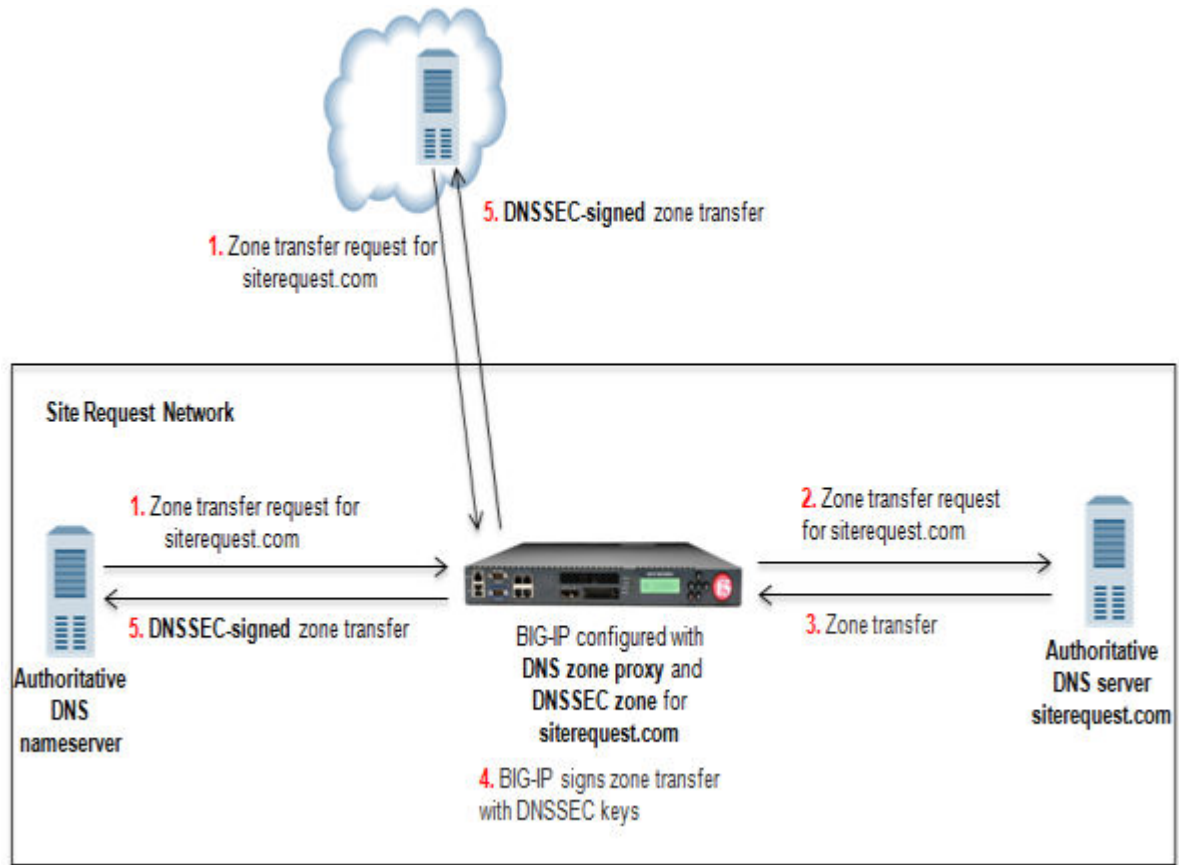 5. DNSSEC-signed zone transfer
1. Zone transfer request for
siterequest.com
Site Request Network
1. Zone transfer request for
siterequest.com
5. DNSSEC-signed zone transfer
Authoritative
DNS
nameserver
BIG-IP configured with
DNS zone proxy and
DNSSEC zone for
siterequest.com
4. BIG-IP signs zone transfer
with DNSSEC keys
2. Zone transfer request
for siterequest.com
3. Zone transfer
Authoritative
DNS server
siterequest.com